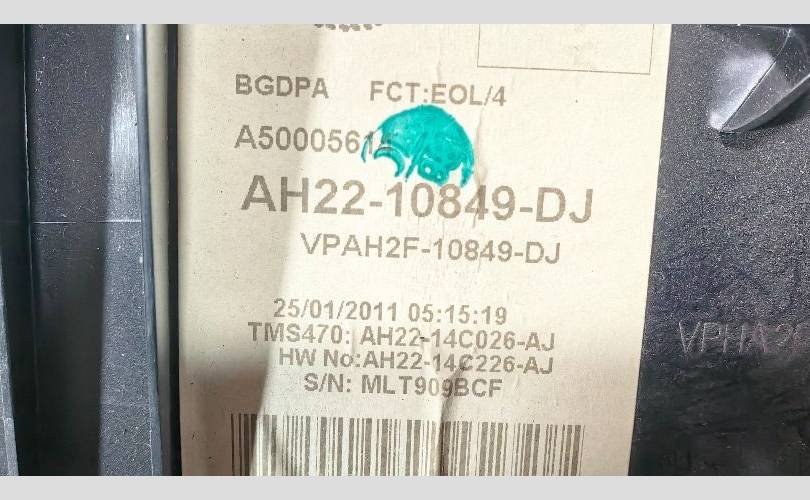 BGDPA FCT:EOL/4
AH22-10849-DJ
VPAH2F-10849-DJ
25/01/2011 05:15:19
TMS470: AH22-14C026-AJ
HW No:AH22-14C226-AJ
S/N: MLT909BCF